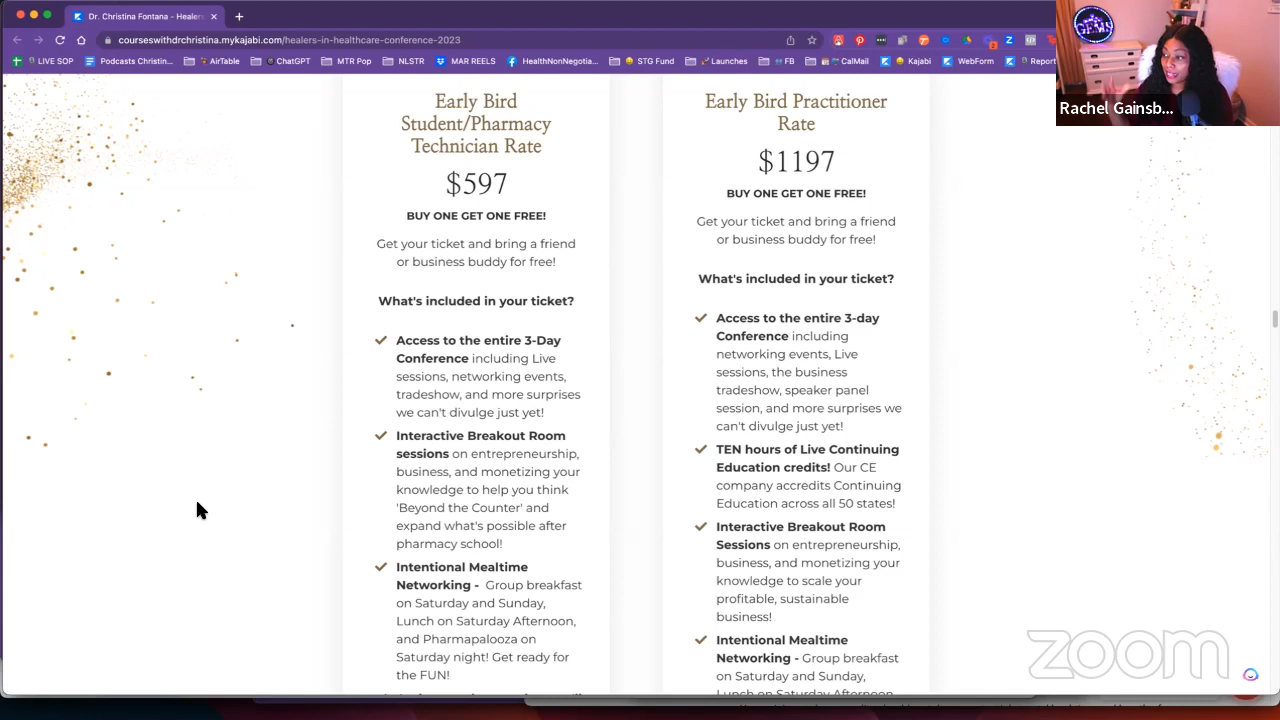 Dr. Christina Fontana - Healers
courseswithdrchristina.mykajabi.com/healers-in-healthcare-conference-2023
LIVE SOP
Podcasts Christin...
AirTable
ChatGPT
MTR Pop
NLSTR
MAR REELS
HealthNonNegotia...
STG Fund
Launches
FB
CalMail
Kajabi
WebForm
Report
GEMS
Rachel Gainsb...
Early Bird
Student/Pharmacy
Technician Rate
$597
BUY ONE GET ONE FREE!
Get your ticket and bring a friend
or business buddy for free!
What's included in your ticket?
Access to the entire 3-Day
Conference including Live
sessions, networking events,
tradeshow, and more surprises
we can't divulge just yet!
Interactive Breakout Room
sessions on entrepreneurship,
business, and monetizing your
knowledge to help you think
'Beyond the Counter' and
expand what's possible after
pharmacy school!
Intentional Mealtime
Networking - Group breakfast
on Saturday and Sunday,
Lunch on Saturday Afternoon,
and Pharmapalooza on
Saturday night! Get ready for
the FUN!
Early Bird Practitioner
Rate
$1197
BUY ONE GET ONE FREE!
Get your ticket and bring a friend
or business buddy for free!
What's included in your ticket?
Access to the entire 3-day
Conference including
networking events, Live
sessions, the business
tradeshow, speaker panel
session, and more surprises we
can't divulge just yet!
TEN hours of Live Continuing
Education credits! Our CE
company accredits Continuing
Education across all 50 states!
Interactive Breakout Room
Sessions on entrepreneurship,
business, and monetizing your
knowledge to scale your
profitable, sustainable
business!
Intentional Mealtime
Networking - Group breakfast
on Saturday and Sunday,
Lunch on Saturday Afternoon
zoom